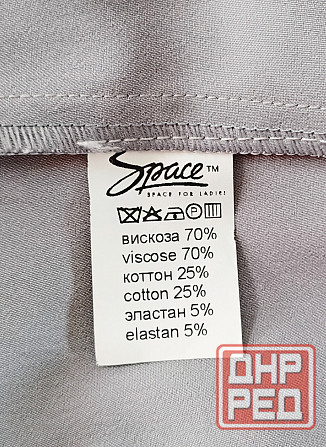 Space™
SPACE FOR LADIES
вискоза 70%
viscose 70%
коттон 25%
cotton 25%
эластан 5%
elastan 5%
ДНР
РЕД